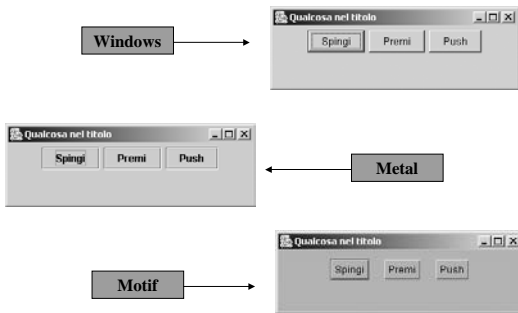 Qualcosa nel titolo
Windows
Spingi Premi Push
Qualcosa nel titolo
Spingi Premi Push
Metal
Qualcosa nel titolo
Spingi Premi Push
Motif